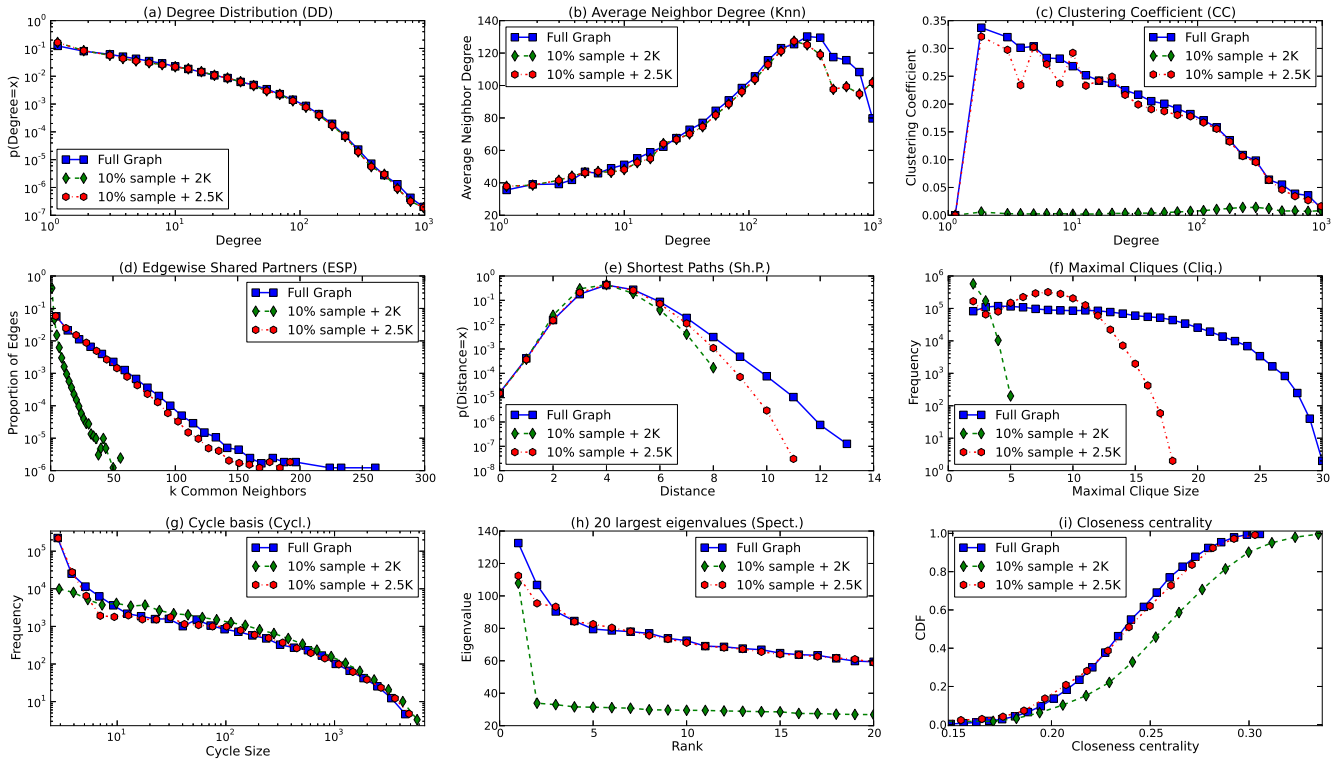 (a) Degree Distribution (DD)
p(Degree=x)
10^0
10^-1
10^-2
10^-3
10^-4
10^-5
10^-6
10^-7
Full Graph
10% sample + 2K
10% sample + 2.5K
10^0 10^1 10^2 10^3
Degree
(b) Average Neighbor Degree (Knn)
Average Neighbor Degree
140
120
100
80
60
40
20
Full Graph
10% sample + 2K
10% sample + 2.5K
10^0 10^1 10^2 10^3
Degree
(c) Clustering Coefficient (CC)
Clustering Coefficient
0.35
0.30
0.25
0.20
0.15
0.10
0.05
0.00
Full Graph
10% sample + 2K
10% sample + 2.5K
10^0 10^1 10^2 10^3
Degree
(d) Edgewise Shared Partners (ESP)
Proportion of Edges
10^0
10^-1
10^-2
10^-3
10^-4
10^-5
10^-6
Full Graph
10% sample + 2K
10% sample + 2.5K
0 50 100 150 200 250 300
k Common Neighbors
(e) Shortest Paths (Sh.P.)
p(Distance=x)
10^0
10^-1
10^-2
10^-3
10^-4
10^-5
10^-6
10^-7
10^-8
Full Graph
10% sample + 2K
10% sample + 2.5K
0 2 4 6 8 10 12 14
Distance
(f) Maximal Cliques (Cliq.)
Frequency
10^6
10^5
10^4
10^3
10^2
10^1
10^0
Full Graph
10% sample + 2K
10% sample + 2.5K
0 5 10 15 20 25 30
Maximal Clique Size
(g) Cycle basis (Cycl.)
Frequency
10^5
10^4
10^3
10^2
10^1
Full Graph
10% sample + 2K
10% sample + 2.5K
10^1 10^2 10^3
Cycle Size
(h) 20 largest eigenvalues (Spect.)
Eigenvalue
140
120
100
80
60
40
20
Full Graph
10% sample + 2K
10% sample + 2.5K
0 5 10 15 20
Rank
(i) Closeness centrality
CDF
1.0
0.8
0.6
0.4
0.2
0.0
Full Graph
10% sample + 2K
10% sample + 2.5K
0.15 0.20 0.25 0.30
Closeness centrality